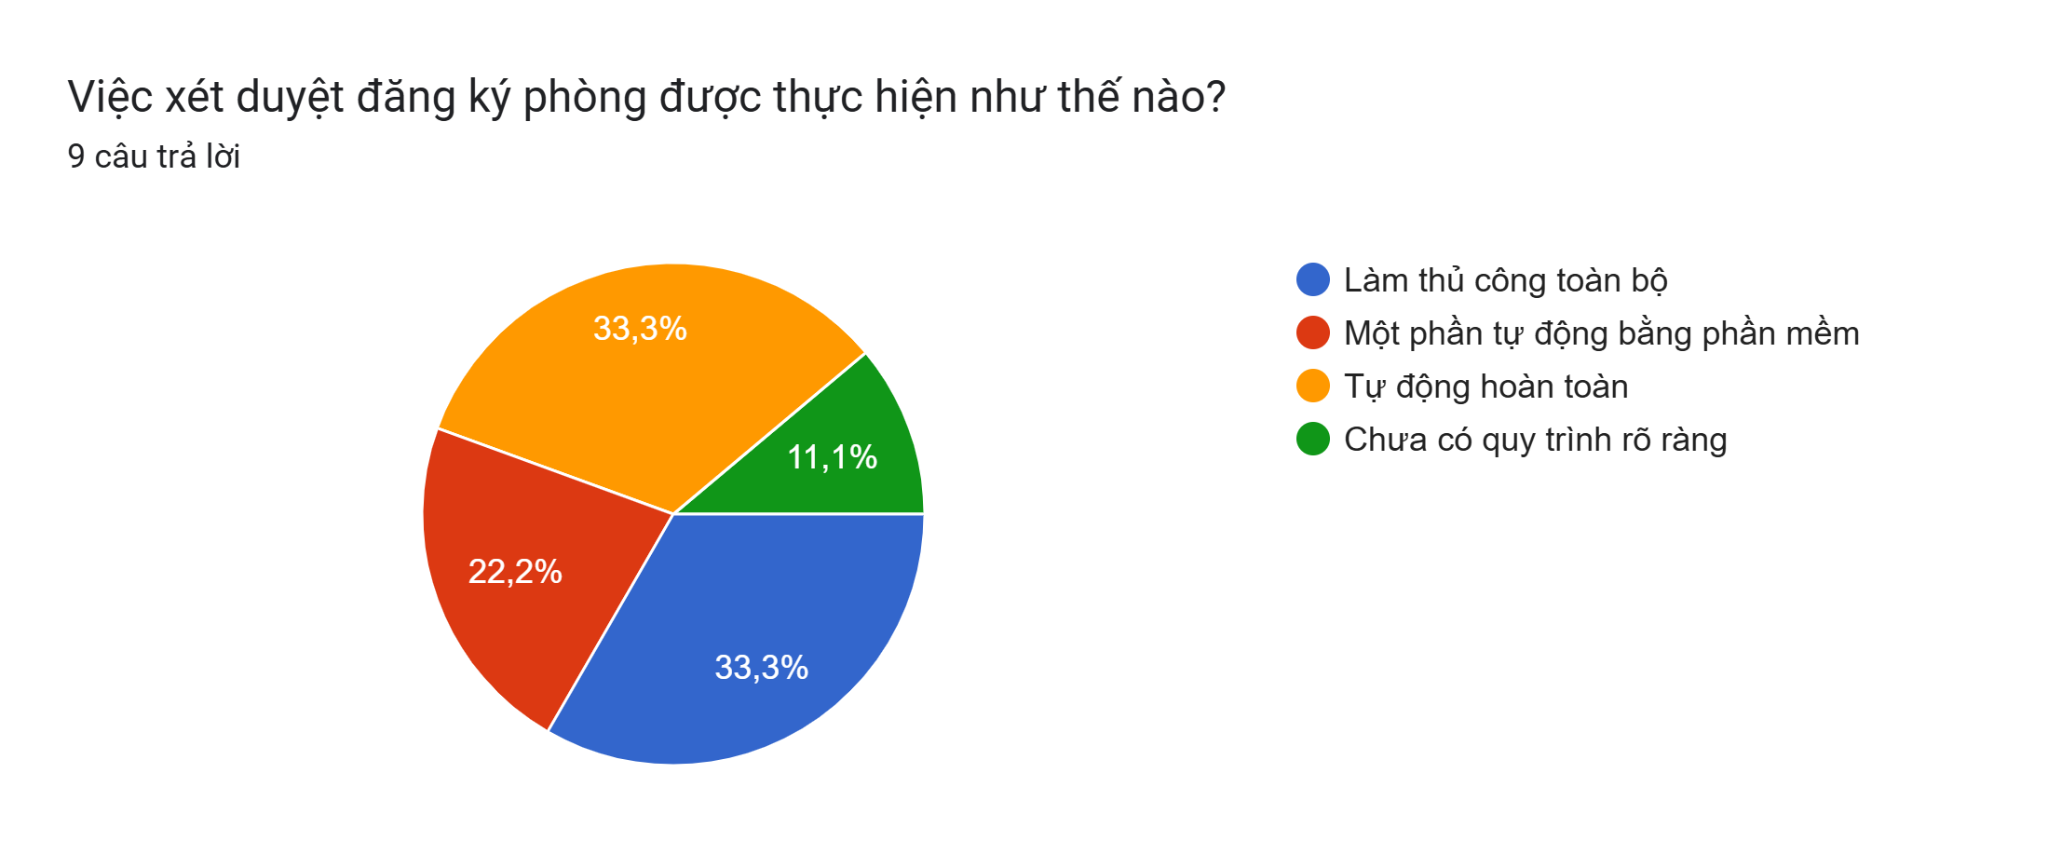 Việc xét duyệt đăng ký phòng được thực hiện như thế nào?
9 câu trả lời
33,3%
11,1%
22,2%
33,3%
Làm thủ công toàn bộ
Một phần tự động bằng phần mềm
Tự động hoàn toàn
Chưa có quy trình rõ ràng